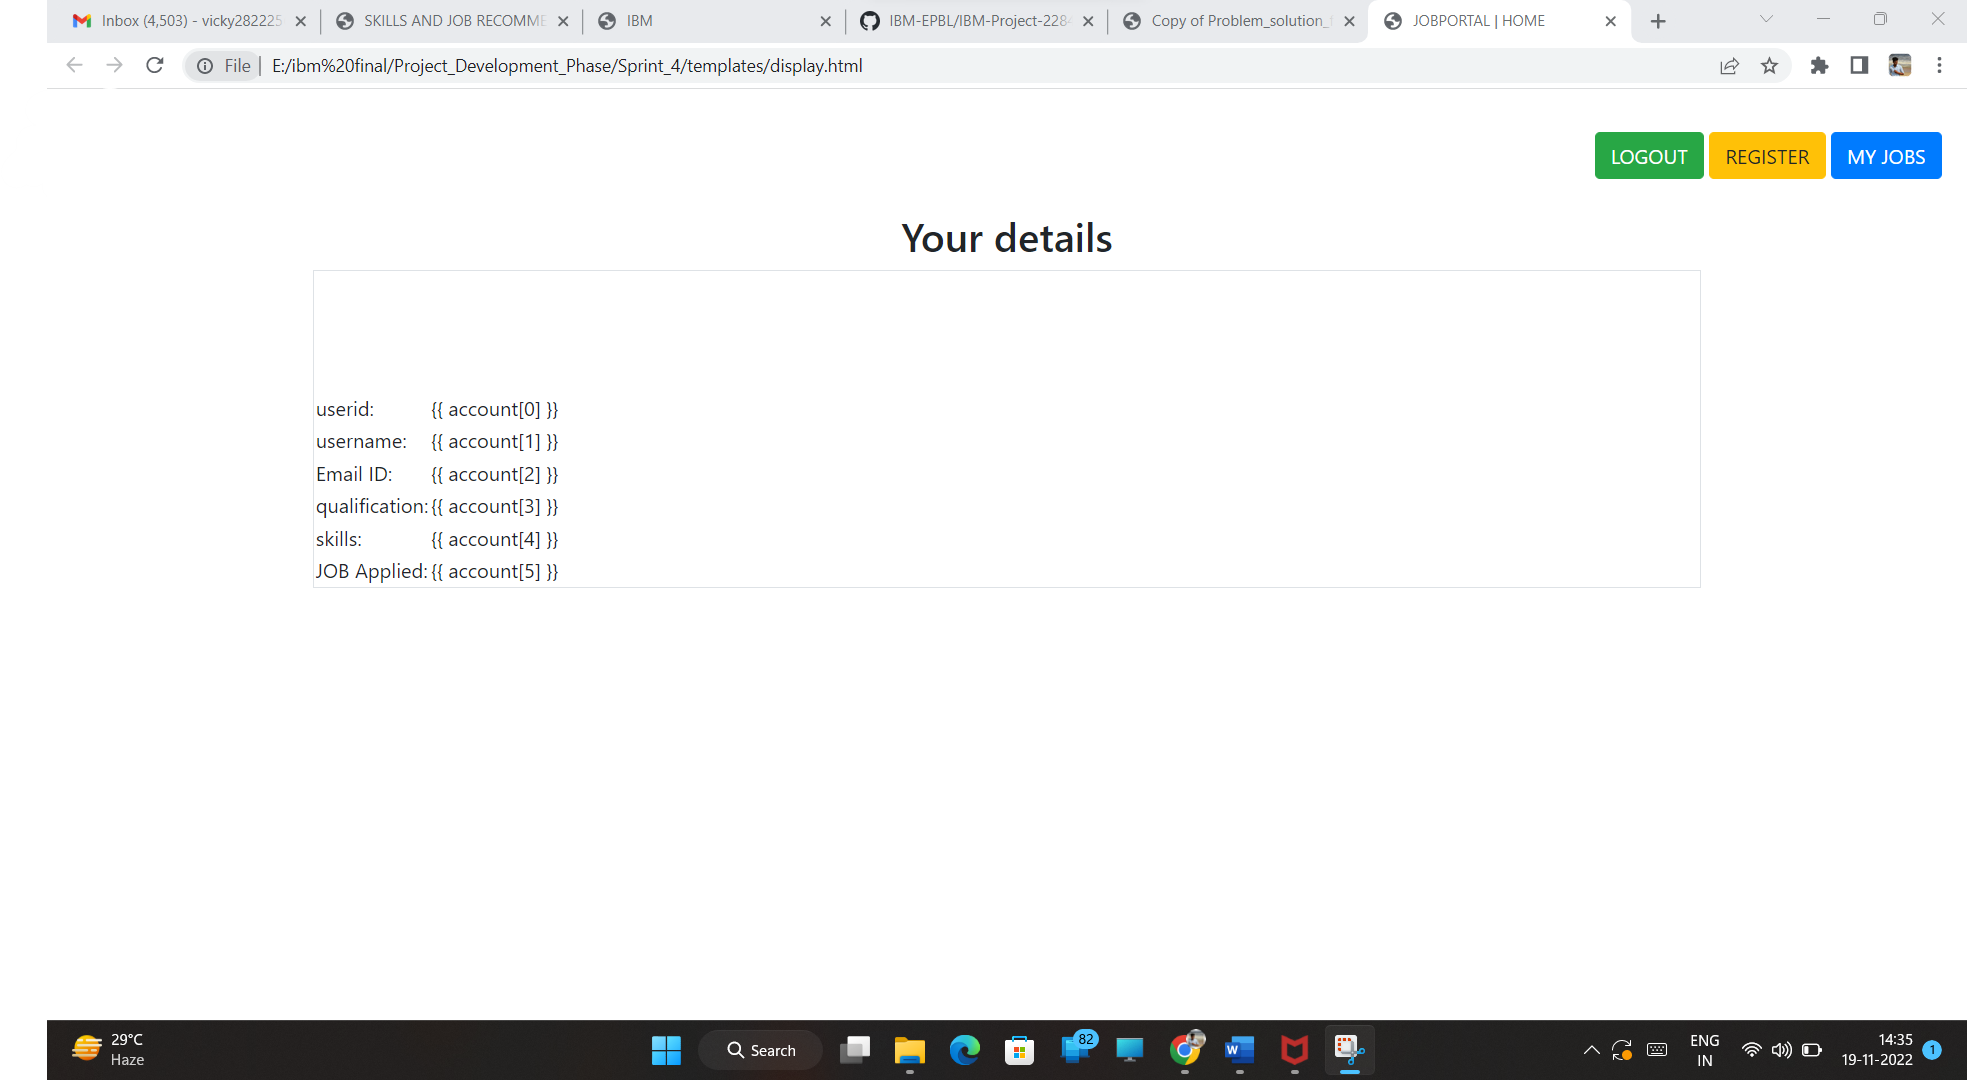 Inbox (4,503) - vicky282225
SKILLS AND JOB RECOMME
IBM
IBM-EPBL/IBM-Project-2284
Copy of Problem_solution_
JOBPORTAL | HOME
File
E:/ibm%20final/Project_Development_Phase/Sprint_4/templates/display.html
LOGOUT
REGISTER
MY JOBS
Your details
userid: {{ account[0] }}
username: {{ account[1] }}
Email ID: {{ account[2] }}
qualification: {{ account[3] }}
skills: {{ account[4] }}
JOB Applied: {{ account[5] }}
29°C
Haze
Search
82
W
ENG
IN
14:35
19-11-2022
1